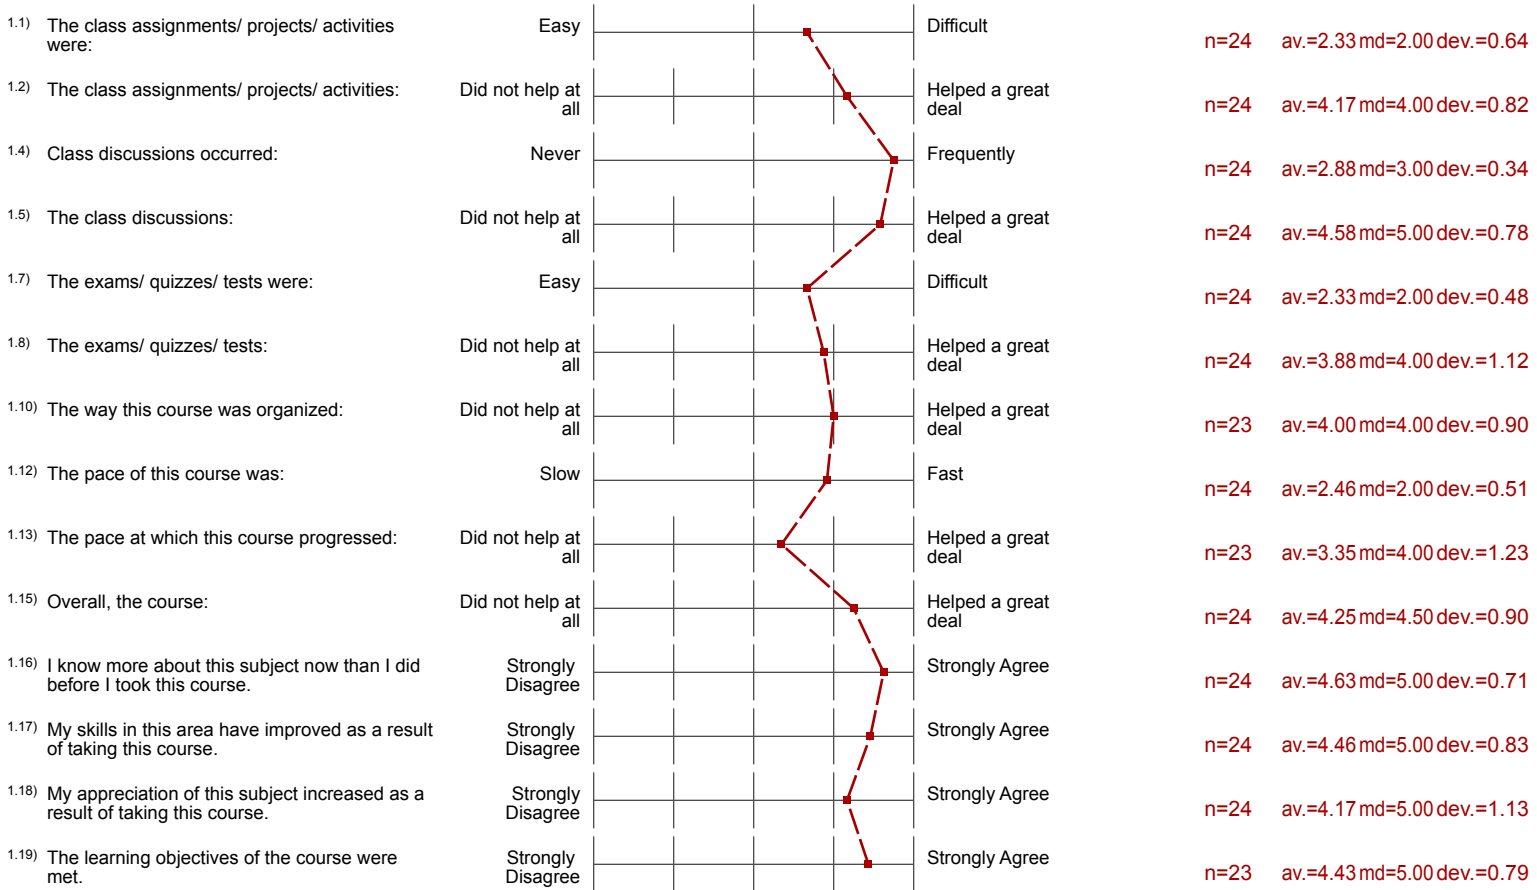 1.1) The class assignments/ projects/ activities were: Easy Difficult n=24 av.=2.33 md=2.00 dev.=0.64
1.2) The class assignments/ projects/ activities: Did not help at all Helped a great deal n=24 av.=4.17 md=4.00 dev.=0.82
1.4) Class discussions occurred: Never Frequently n=24 av.=2.88 md=3.00 dev.=0.34
1.5) The class discussions: Did not help at all Helped a great deal n=24 av.=4.58 md=5.00 dev.=0.78
1.7) The exams/ quizzes/ tests were: Easy Difficult n=24 av.=2.33 md=2.00 dev.=0.48
1.8) The exams/ quizzes/ tests: Did not help at all Helped a great deal n=24 av.=3.88 md=4.00 dev.=1.12
1.10) The way this course was organized: Did not help at all Helped a great deal n=23 av.=4.00 md=4.00 dev.=0.90
1.12) The pace of this course was: Slow Fast n=24 av.=2.46 md=2.00 dev.=0.51
1.13) The pace at which this course progressed: Did not help at all Helped a great deal n=23 av.=3.35 md=4.00 dev.=1.23
1.15) Overall, the course: Did not help at all Helped a great deal n=24 av.=4.25 md=4.50 dev.=0.90
1.16) I know more about this subject now than I did before I took this course. Strongly Disagree Strongly Agree n=24 av.=4.63 md=5.00 dev.=0.71
1.17) My skills in this area have improved as a result of taking this course. Strongly Disagree Strongly Agree n=24 av.=4.46 md=5.00 dev.=0.83
1.18) My appreciation of this subject increased as a result of taking this course. Strongly Disagree Strongly Agree n=24 av.=4.17 md=5.00 dev.=1.13
1.19) The learning objectives of the course were met. Strongly Disagree Strongly Agree n=23 av.=4.43 md=5.00 dev.=0.79